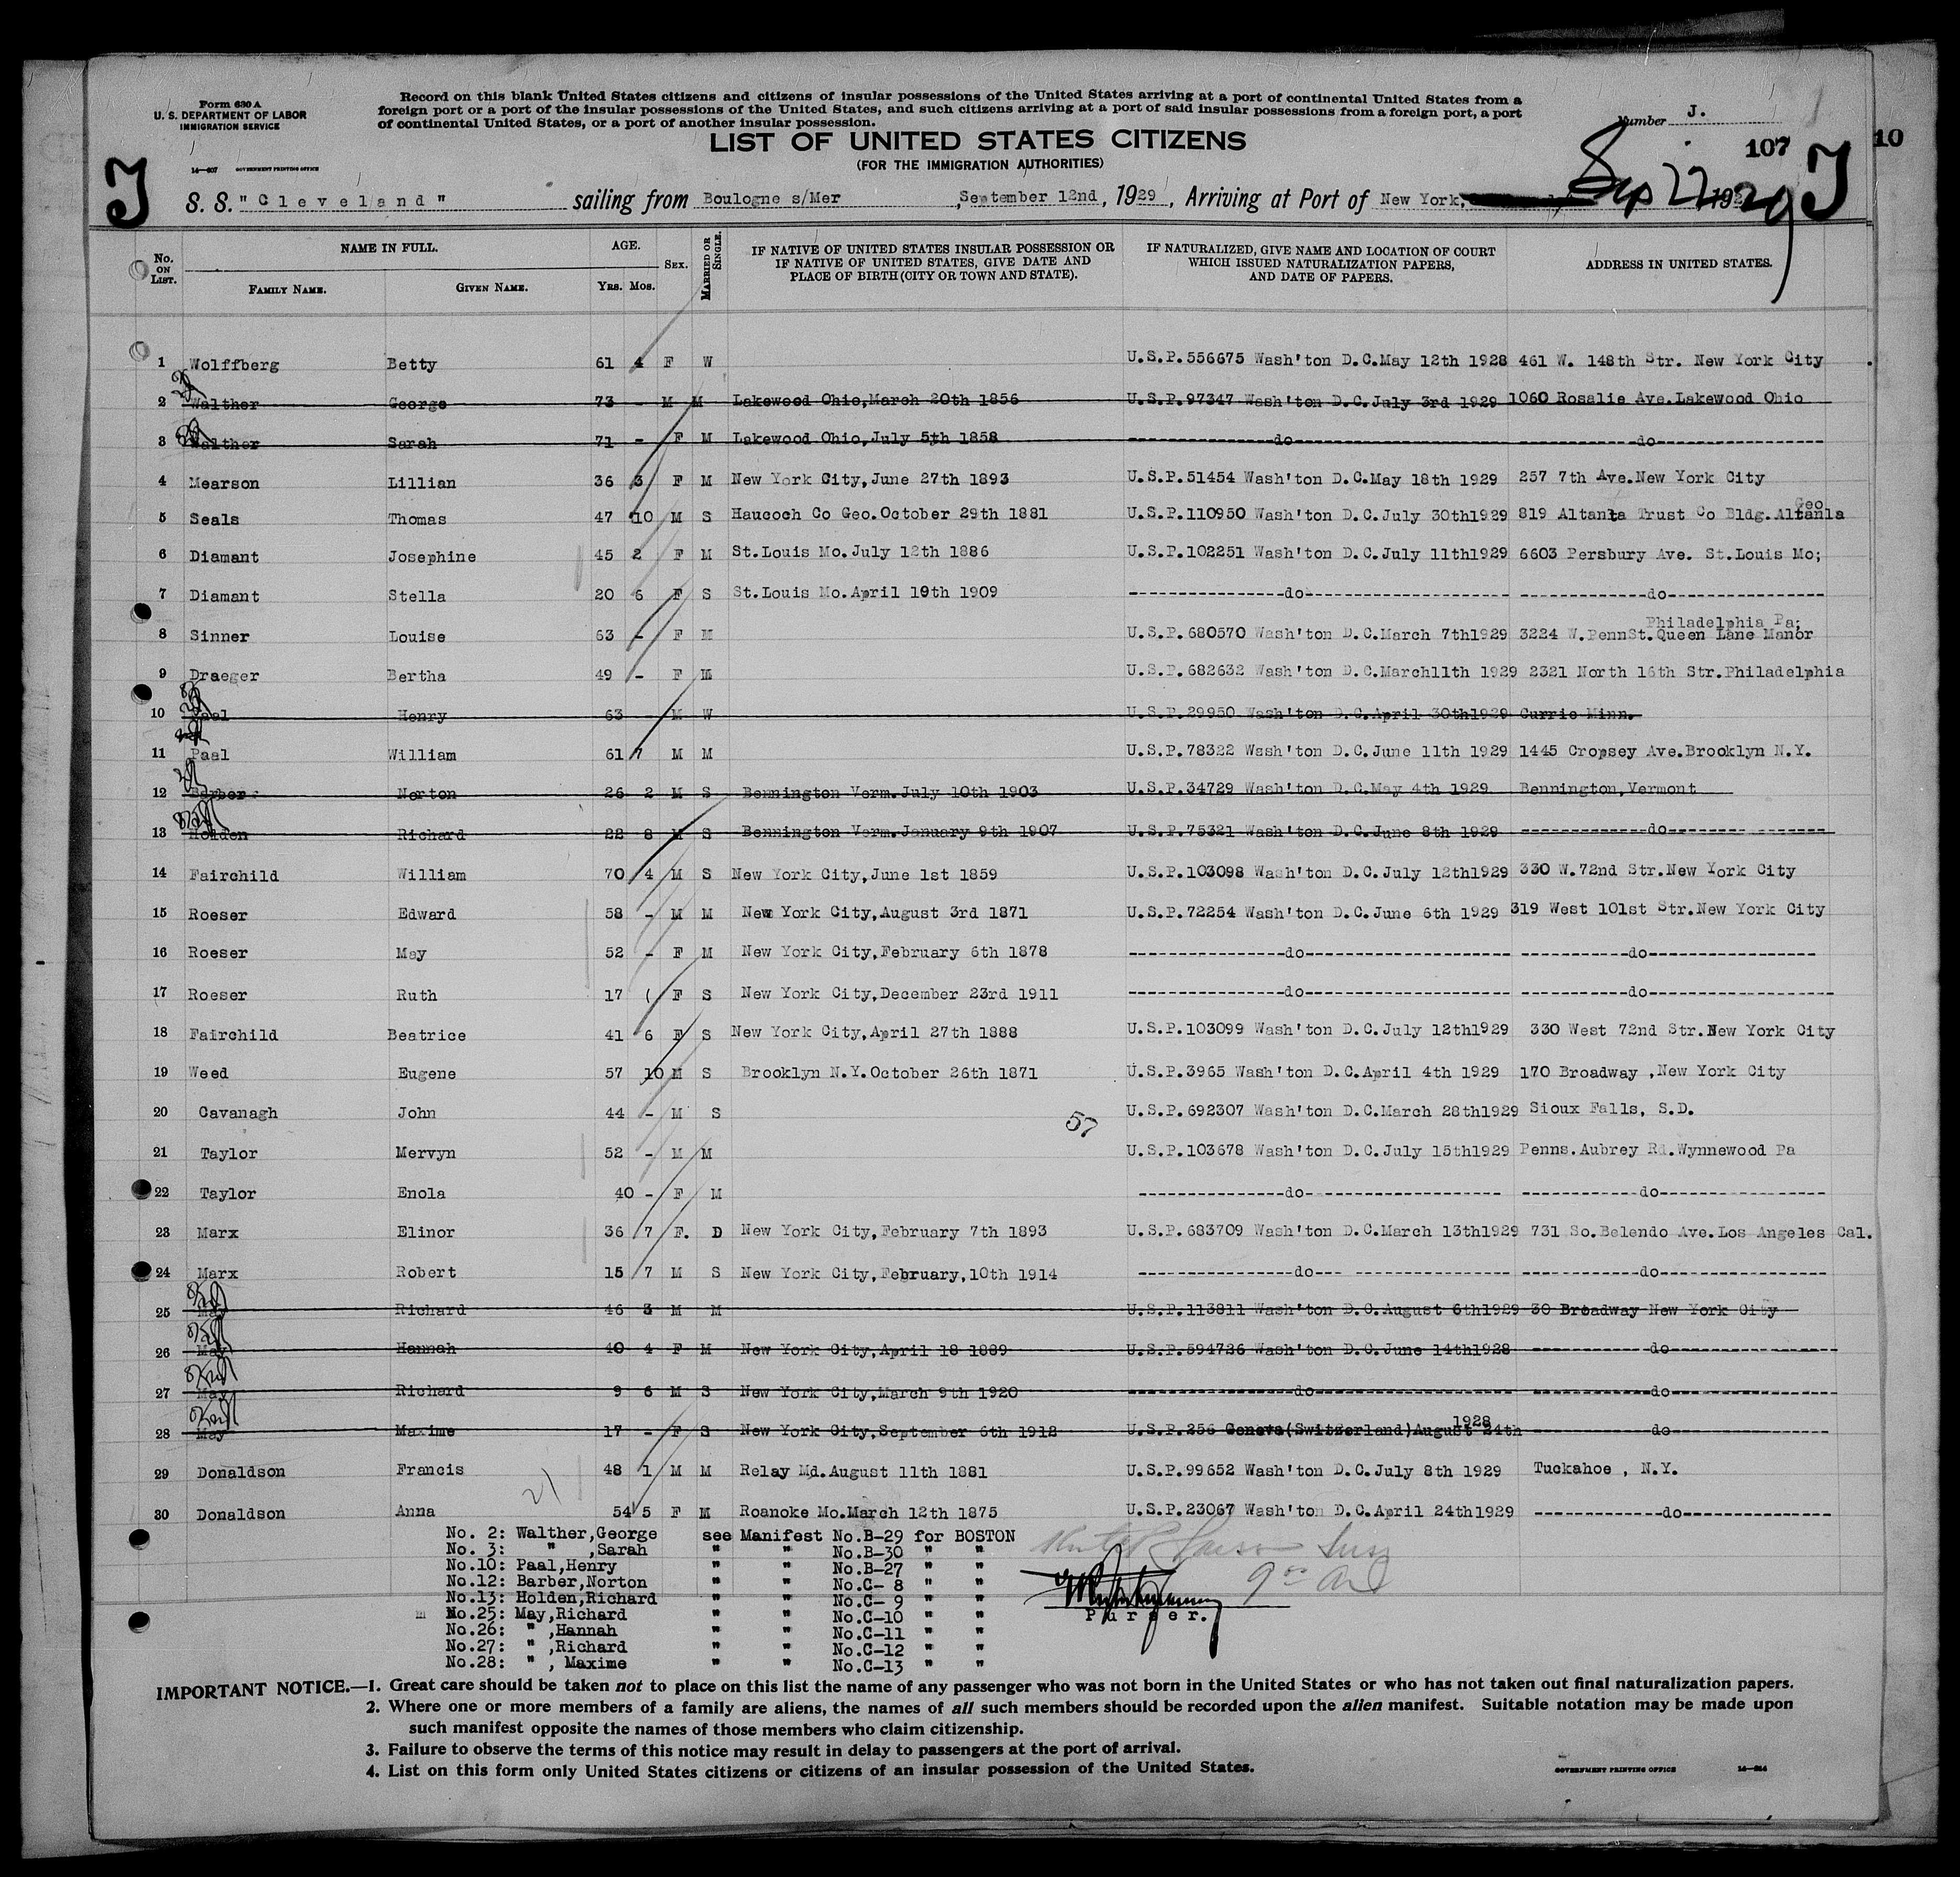 Form 630 A
U. S. DEPARTMENT OF LABOR
IMMIGRATION SERVICE
14—607 GOVERNMENT PRINTING OFFICE
Record on this blank United States citizens and citizens of insular possessions of the United States arriving at a port of continental United States from a
foreign port or a port of the insular possessions of the United States, and such citizens arriving at a port of said insular possessions from a foreign port, a port
of continental United States, or a port of another insular possession.
Number J.
LIST OF UNITED STATES CITIZENS
(FOR THE IMMIGRATION AUTHORITIES)
107
10
J
J
S. S. "Cleveland" sailing from Boulogne s/Mer, September 12nd, 1929, Arriving at Port of New York, Sep 22 1929
No. ON LIST. NAME IN FULL. AGE. SEX. MARRIED OR SINGLE. IF NATIVE OF UNITED STATES INSULAR POSSESSION OR IF NATIVE OF UNITED STATES, GIVE DATE AND PLACE OF BIRTH (CITY OR TOWN AND STATE). IF NATURALIZED, GIVE NAME AND LOCATION OF COURT WHICH ISSUED NATURALIZATION PAPERS, AND DATE OF PAPERS. ADDRESS IN UNITED STATES.
FAMILY NAME. GIVEN NAME. YRS. MOS.
1 Wolffberg Betty 61 4 F W U.S.P.556675 Wash'ton D.C.May 12th 1928 461 W. 148th Str. New York City
2 Walther George 73 - M M Lakewood Ohio,March 20th 1856 U.S.P.97347 Wash'ton D.C.July 3rd 1929 1060 Rosalie Ave.Lakewood Ohio
3 Walther Sarah 71 - F M Lakewood Ohio,July 5th 1858 ----do---- ----do----
4 Mearson Lillian 36 3 F M New York City,June 27th 1893 U.S.P.51454 Wash'ton D.C.May 18th 1929 257 7th Ave.New York City
5 Seals Thomas 47 10 M S Haucoch Co Geo.October 29th 1881 U.S.P.110950 Wash'ton D.C.July 30th1929 819 Altanta Trust Co Bldg.Altanla Geo
6 Diamant Josephine 45 2 F M St.Louis Mo.July 12th 1886 U.S.P.102251 Wash'ton D.C.July 11th1929 6603 Persbury Ave. St.Louis Mo;
7 Diamant Stella 20 6 F S St.Louis Mo.April 19th 1909 ----do---- ----do----
8 Sinner Louise 63 - F M U.S.P.680570 Wash'ton D.C.March 7th1929 3224 W.PennSt.Queen Lane Manor Philadelphia Pa;
9 Draeger Bertha 49 - F M U.S.P.682632 Wash'ton D.C.March11th 1929 2321 North 16th Str.Philadelphia
10 Paal Henry 63 M W U.S.P.29950 Wash'ton D.C.April 30th1929 Currie Minn.
11 Paal William 61 7 M M U.S.P.78322 Wash'ton D.C.June 11th 1929 1445 Cropsey Ave.Brooklyn N.Y.
12 Barber Norton 26 2 M S Bennington Verm.July 10th 1903 U.S.P.34729 Wash'ton D.C.May 4th 1929 Bennington,Vermont
13 Holden Richard 22 8 M S Bennington Verm.January 9th 1907 U.S.P.75321 Wash'ton D.C.June 8th 1929 ----do----
14 Fairchild William 70 4 M S New York City,June 1st 1859 U.S.P.103098 Wash'ton D.C.July 12th1929 330 W.72nd Str.New York City
15 Roeser Edward 58 - M M New York City,August 3rd 1871 U.S.P.72254 Wash'ton D.C.June 6th 1929 319 West 101st Str.New York City
16 Roeser May 52 - F M New York City,February 6th 1878 ----do---- ----do----
17 Roeser Ruth 17 F S New York City,December 23rd 1911 ----do---- ----do----
18 Fairchild Beatrice 41 6 F S New York City,April 27th 1888 U.S.P.103099 Wash'ton D.C.July 12th1929 330 West 72nd Str.New York City
19 Weed Eugene 57 10 M S Brooklyn N.Y.October 26th 1871 U.S.P.3965 Wash'ton D.C.April 4th 1929 170 Broadway ,New York City
20 Cavanagh John 44 - M S 57 U.S.P.692307 Wash'ton D.C.March 28th1929 Sioux Falls, S.D.
21 Taylor Mervyn 52 - M M U.S.P.103678 Wash'ton D.C.July 15th1929 Penns.Aubrey Rd.Wynnewood Pa
22 Taylor Enola 40 - F M ----do---- ----do----
23 Marx Elinor 36 7 F. D New York City,February 7th 1893 U.S.P.683709 Wash'ton D.C.March 13th1929 731 So.Belendo Ave.Los Angeles Cal.
24 Marx Robert 15 7 M S New York City,February,10th 1914 ----do---- ----do----
25 May Richard 46 3 M M U.S.P.113811 Wash'ton D.C.August 6th1929 30 Broadway New York City
26 May Hannah 40 4 F M New York City,April 18 1889 U.S.P.594736 Wash'ton D.C.June 14th1928 ----do----
27 May Richard 9 6 M S New York City,March 9th 1920 ----do---- ----do----
28 May Maxime 17 - F S New York City,September 6th 1912 U.S.P.256 Geneva(Switzerland)August 24th 1928 ----do----
29 Donaldson Francis 48 1 M M Relay Md.August 11th 1881 U.S.P.99652 Wash'ton D.C.July 8th 1929 Tuckahoe , N.Y.
30 Donaldson Anna 54 5 F M Roanoke Mo.March 12th 1875 U.S.P.23067 Wash'ton D.C.April 24th1929 ----do----
21
No. 2: Walther,George see Manifest No.B-29 for BOSTON
No. 3: " ,Sarah " " No.B-30 " "
No.10: Paal,Henry " " No.B-27 " "
No.12: Barber,Norton " " No.C- 8 " "
No.13: Holden,Richard " " No.C- 9 " "
No.25: May,Richard " " No.C-10 " "
No.26: " ,Hannah " " No.C-11 " "
No.27: " ,Richard " " No.C-12 " "
No.28: " , Maxime " " No.C-13 " "
Purser.
IMPORTANT NOTICE.—1. Great care should be taken not to place on this list the name of any passenger who was not born in the United States or who has not taken out final naturalization papers.
2. Where one or more members of a family are aliens, the names of all such members should be recorded upon the alien manifest. Suitable notation may be made upon
such manifest opposite the names of those members who claim citizenship.
3. Failure to observe the terms of this notice may result in delay to passengers at the port of arrival.
4. List on this form only United States citizens or citizens of an insular possession of the United States.
GOVERNMENT PRINTING OFFICE 14—214